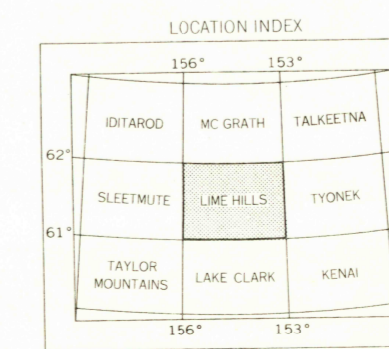 LOCATION INDEX
156° 153°
IDITAROD MC GRATH TALKEETNA
62°
SLEETMUTE LIME HILLS TYONEK
61°
TAYLOR MOUNTAINS LAKE CLARK KENAI
156° 153°